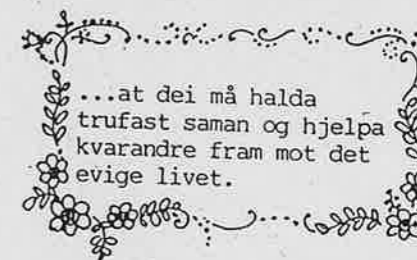 ...at dei må halda
trufast saman og hjelpa
kvarandre fram mot det
evige livet.